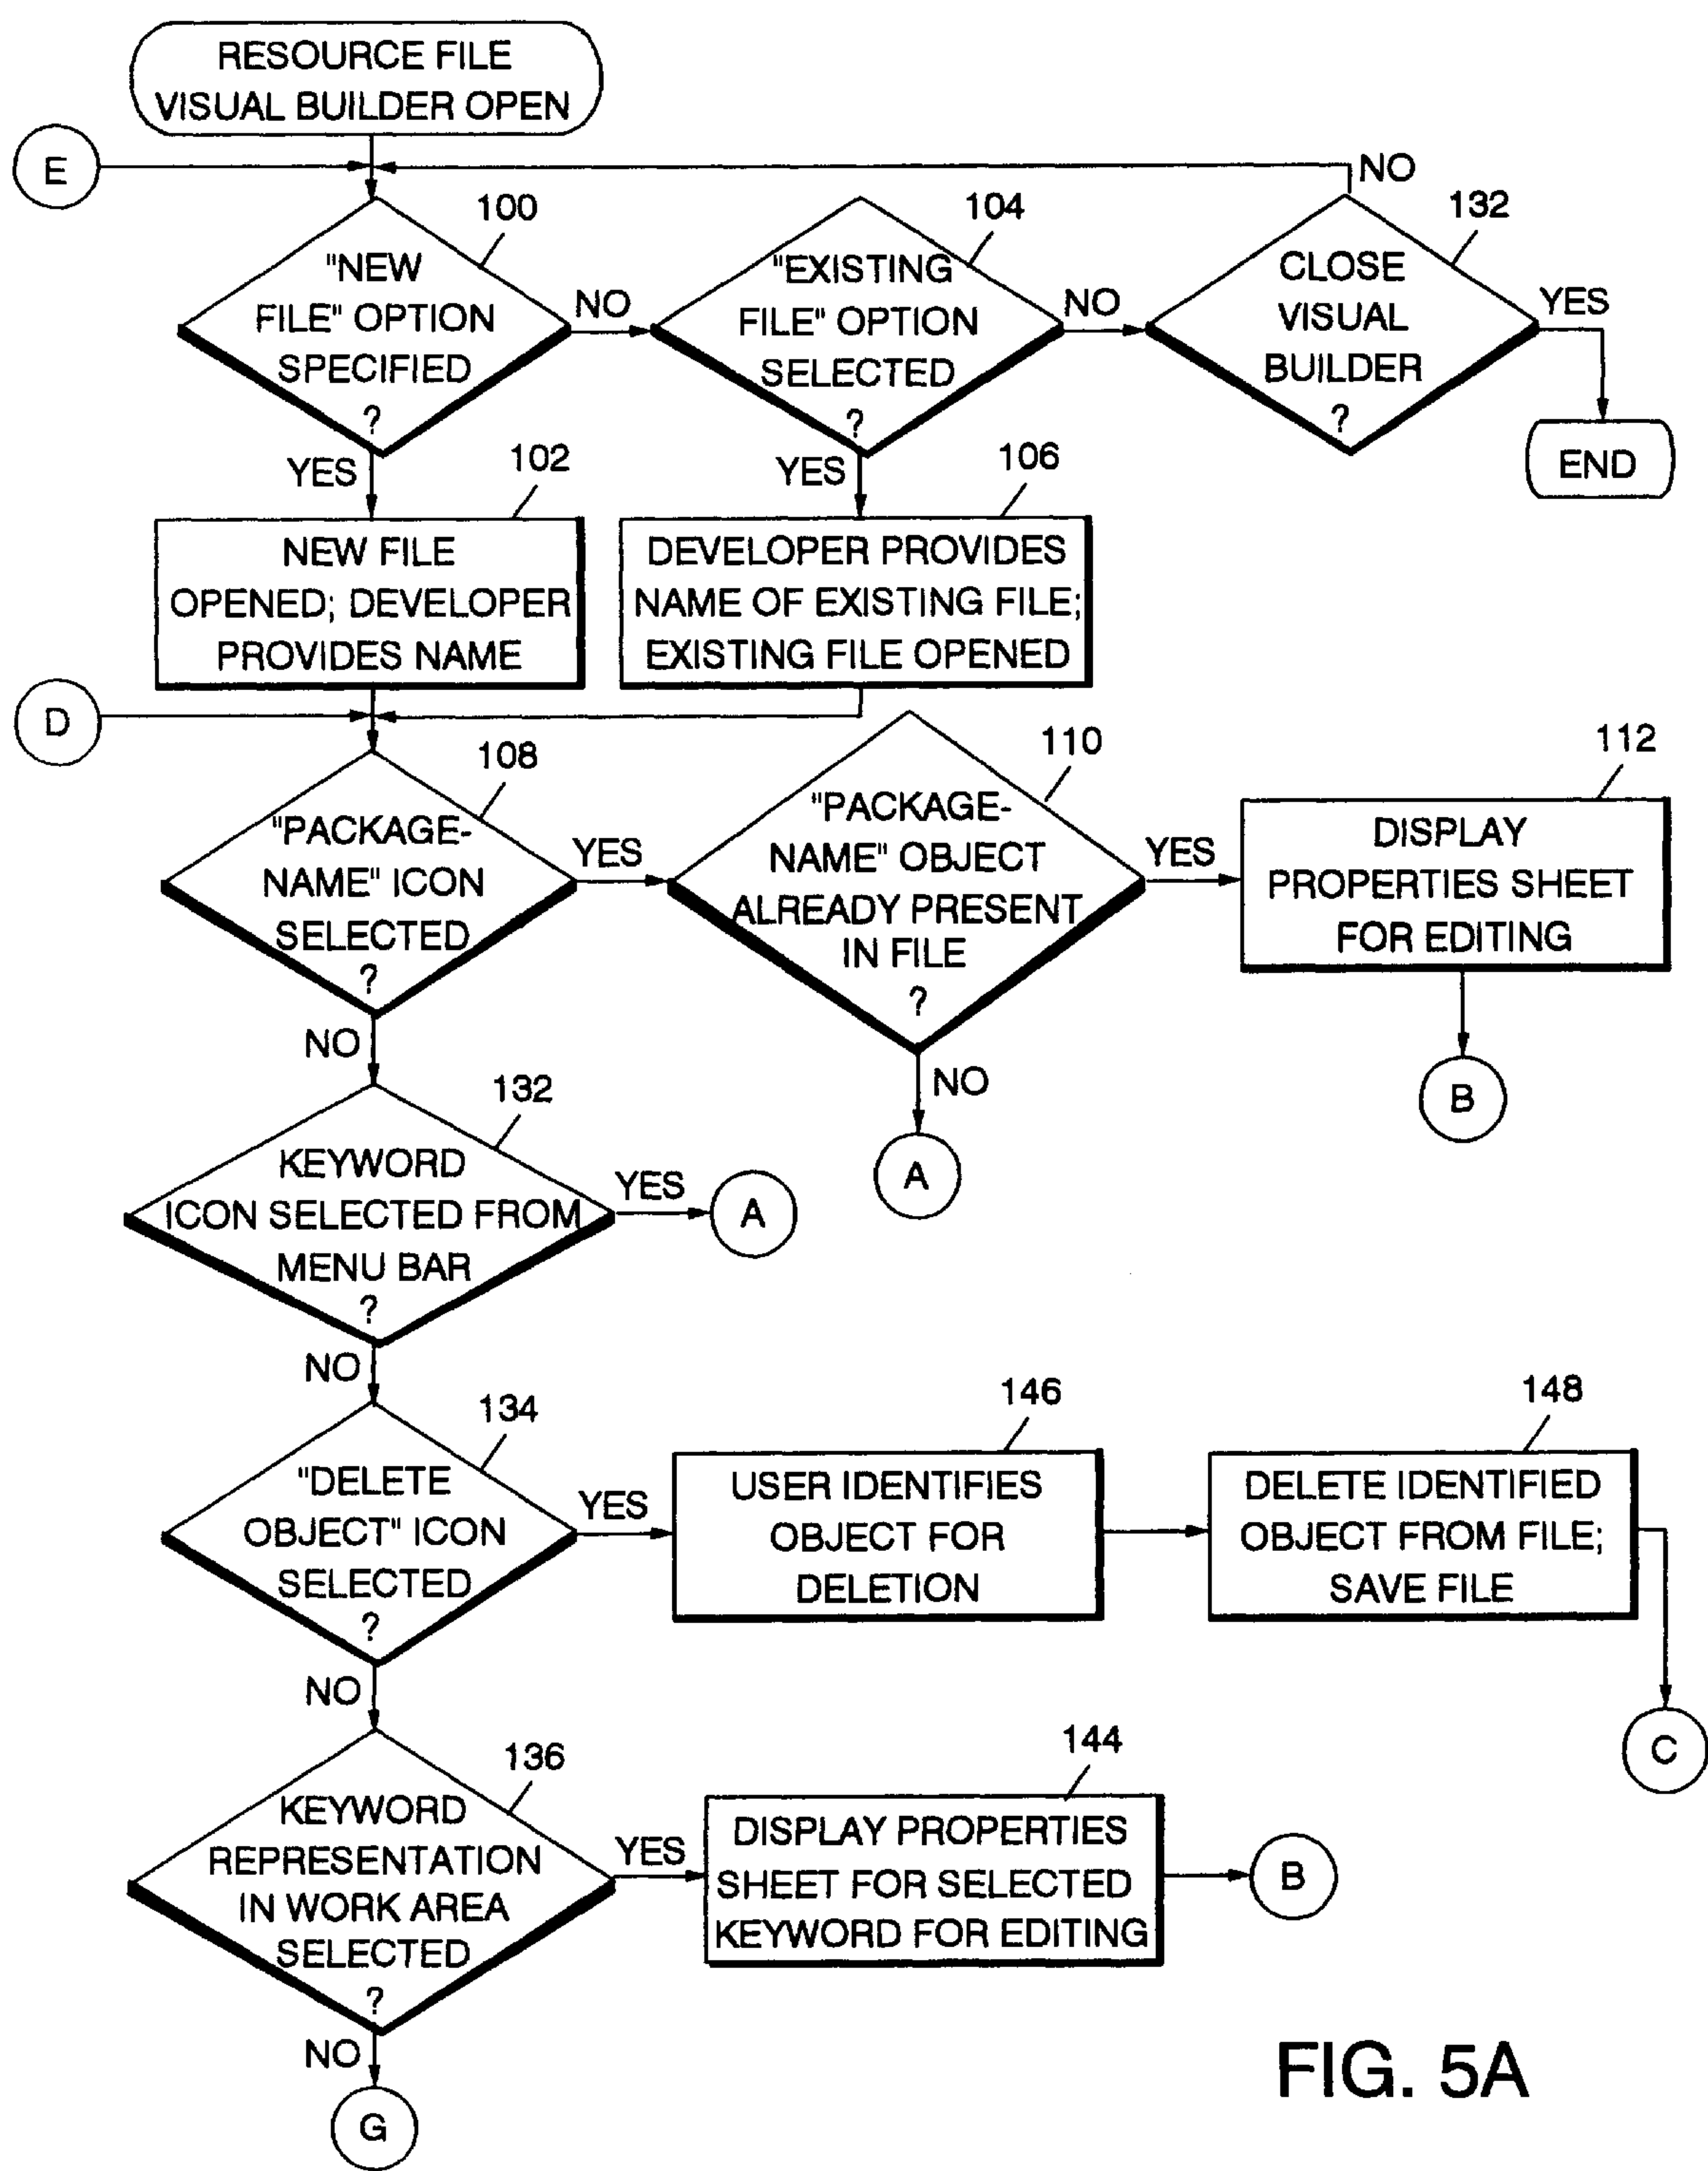 RESOURCE FILE
VISUAL BUILDER OPEN
E
NO
100
"NEW
FILE" OPTION
SPECIFIED
?
NO
104
"EXISTING
FILE" OPTION
SELECTED
?
NO
132
CLOSE
VISUAL
BUILDER
?
YES
END
YES
102
NEW FILE
OPENED; DEVELOPER
PROVIDES NAME
YES
106
DEVELOPER PROVIDES
NAME OF EXISTING FILE;
EXISTING FILE OPENED
D
108
"PACKAGE-
NAME" ICON
SELECTED
?
YES
110
"PACKAGE-
NAME" OBJECT
ALREADY PRESENT
IN FILE
?
YES
112
DISPLAY
PROPERTIES SHEET
FOR EDITING
B
NO
A
NO
132
KEYWORD
ICON SELECTED FROM
MENU BAR
?
YES
A
NO
134
"DELETE
OBJECT" ICON
SELECTED
?
YES
146
USER IDENTIFIES
OBJECT FOR
DELETION
148
DELETE IDENTIFIED
OBJECT FROM FILE;
SAVE FILE
C
NO
136
KEYWORD
REPRESENTATION
IN WORK AREA
SELECTED
?
YES
144
DISPLAY PROPERTIES
SHEET FOR SELECTED
KEYWORD FOR EDITING
B
NO
G
FIG. 5A